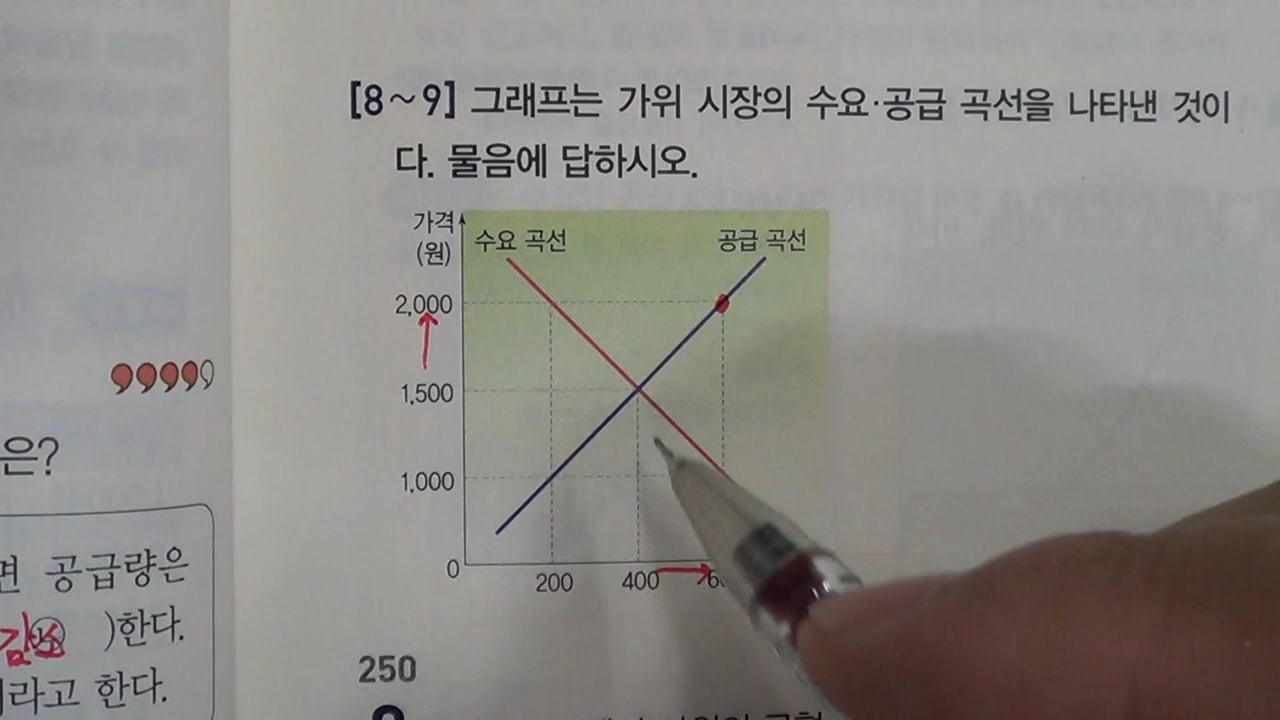 [8~9] 그래프는 가위 시장의 수요·공급 곡선을 나타낸 것이
다. 물음에 답하시오.
가격
(원)
수요 곡선
공급 곡선
2,000
1,500
1,000
0
200
400
250
은?
면 공급량은
감소 )한다.
라고 한다.